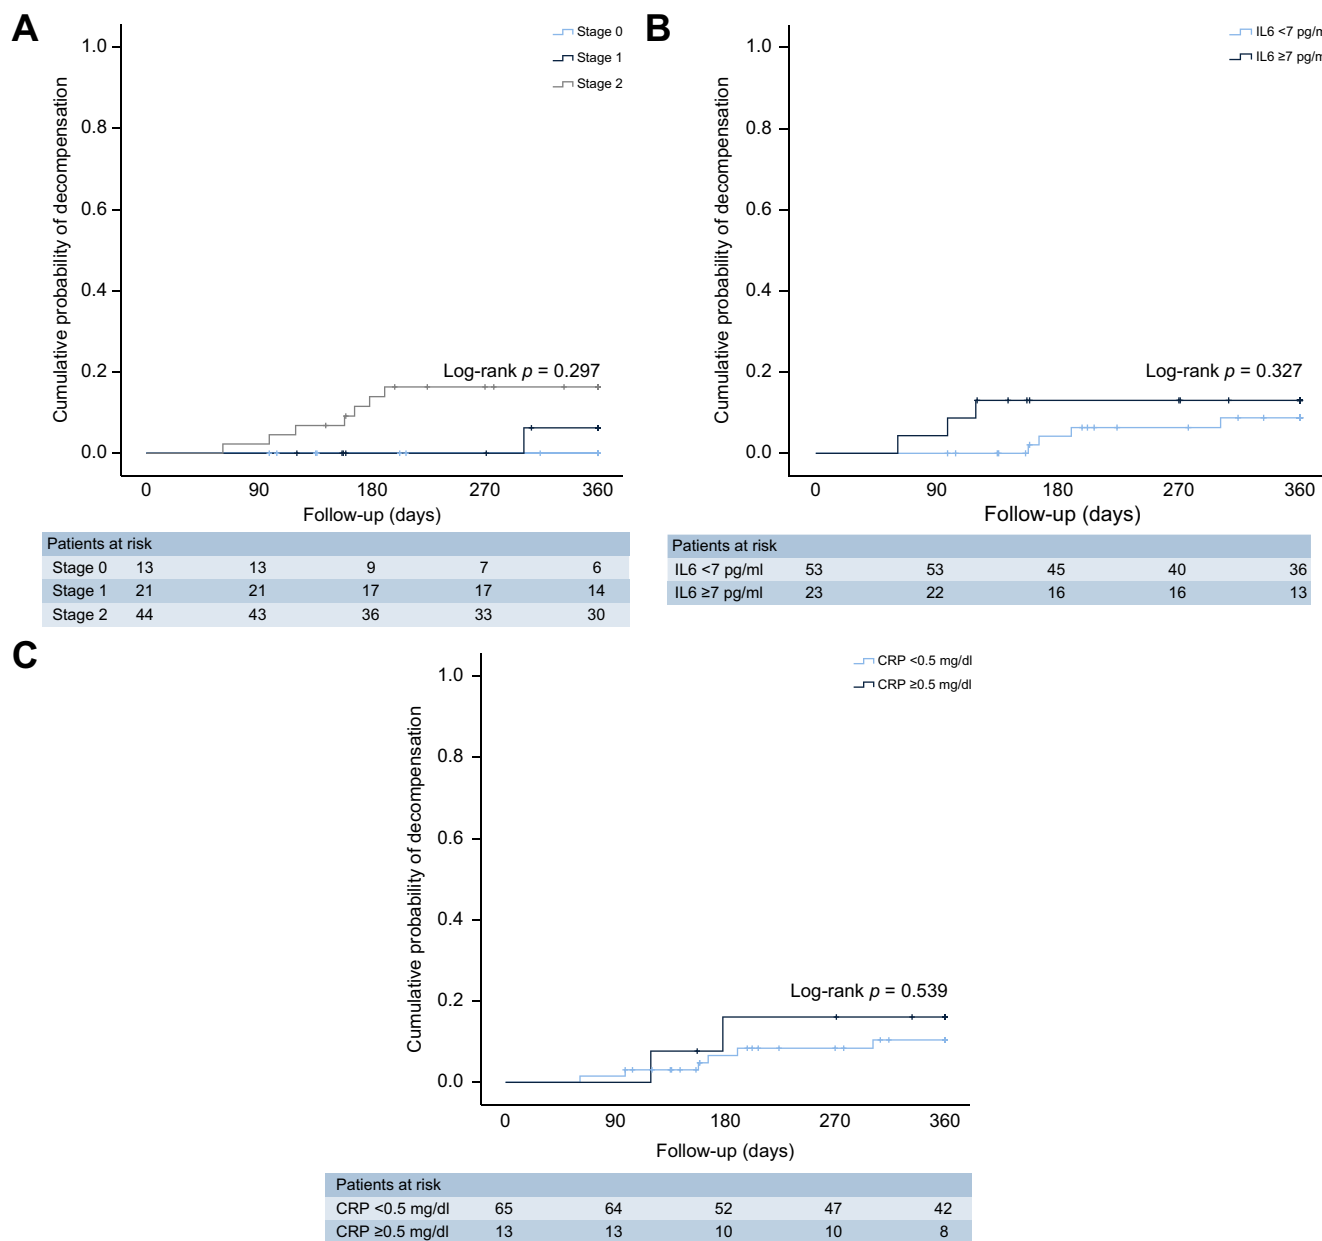 A
Stage 0
Stage 1
Stage 2
1.0
0.8
0.6
0.4
0.2
0.0
Cumulative probability of decompensation
Log-rank p = 0.297
0 90 180 270 360
Follow-up (days)
Patients at risk
Stage 0 13 13 9 7 6
Stage 1 21 21 17 17 14
Stage 2 44 43 36 33 30
B
IL6 <7 pg/m
IL6 ≥7 pg/m
1.0
0.8
0.6
0.4
0.2
0.0
Cumulative probability of decompensation
Log-rank p = 0.327
0 90 180 270 360
Follow-up (days)
Patients at risk
IL6 <7 pg/ml 53 53 45 40 36
IL6 ≥7 pg/ml 23 22 16 16 13
C
CRP <0.5 mg/dl
CRP ≥0.5 mg/dl
1.0
0.8
0.6
0.4
0.2
0.0
Cumulative probability of decompensation
Log-rank p = 0.539
0 90 180 270 360
Follow-up (days)
Patients at risk
CRP <0.5 mg/dl 65 64 52 47 42
CRP ≥0.5 mg/dl 13 13 10 10 8